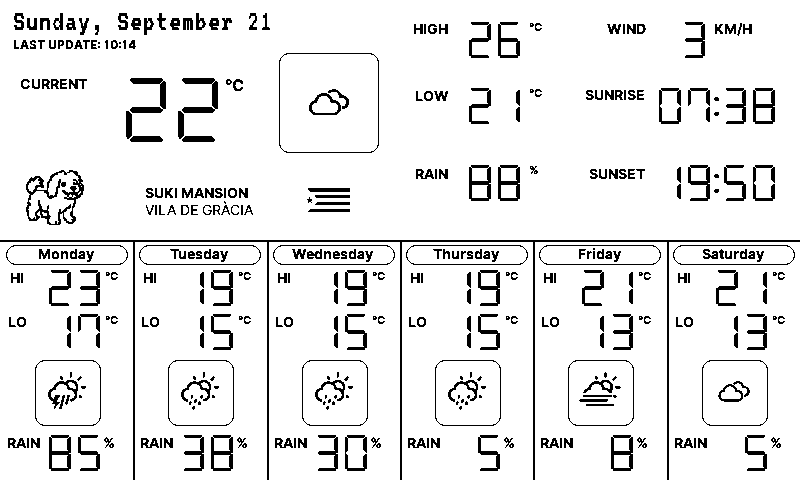 Sunday, September 21
LAST UPDATE: 10:14
CURRENT 22 °C
HIGH 26 °C
WIND 3 KM/H
LOW 21 °C
SUNRISE 07:38
RAIN 88 %
SUNSET 19:50
SUKI MANSION
VILA DE GRÀCIA
Monday
HI 23 °C
LO 17 °C
RAIN 85 %
Tuesday
HI 19 °C
LO 15 °C
RAIN 38 %
Wednesday
HI 19 °C
LO 15 °C
RAIN 30 %
Thursday
HI 19 °C
LO 15 °C
RAIN 5 %
Friday
HI 21 °C
LO 13 °C
RAIN 8 %
Saturday
HI 21 °C
LO 13 °C
RAIN 5 %